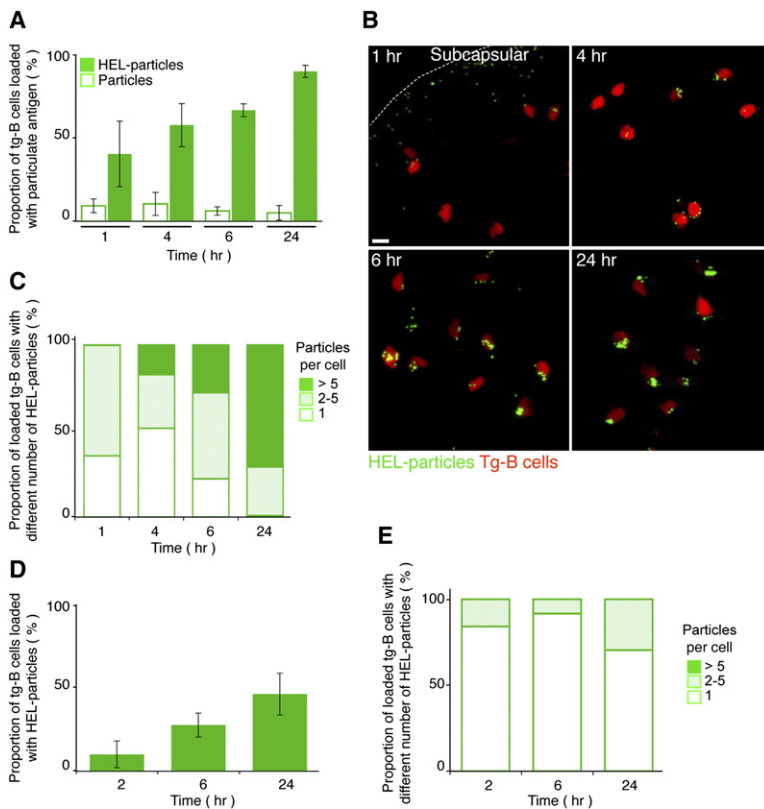 A
Proportion of tg-B cells loaded
with particulate antigen ( % )
100
50
0
HEL-particles
Particles
1
4
6
24
Time ( hr )
B
1 hr
Subcapsular
4 hr
6 hr
24 hr
HEL-particles Tg-B cells
C
Proportion of loaded tg-B cells with
different number of HEL-particles ( % )
100
50
0
1
4
6
24
Time ( hr )
Particles
per cell
> 5
2-5
1
D
Proportion of tg-B cells loaded
with HEL-particles ( % )
100
50
0
2
6
24
Time ( hr )
E
Proportion of loaded tg-B cells with
different number of HEL-particles ( % )
100
50
0
2
6
24
Time ( hr )
Particles
per cell
> 5
2-5
1